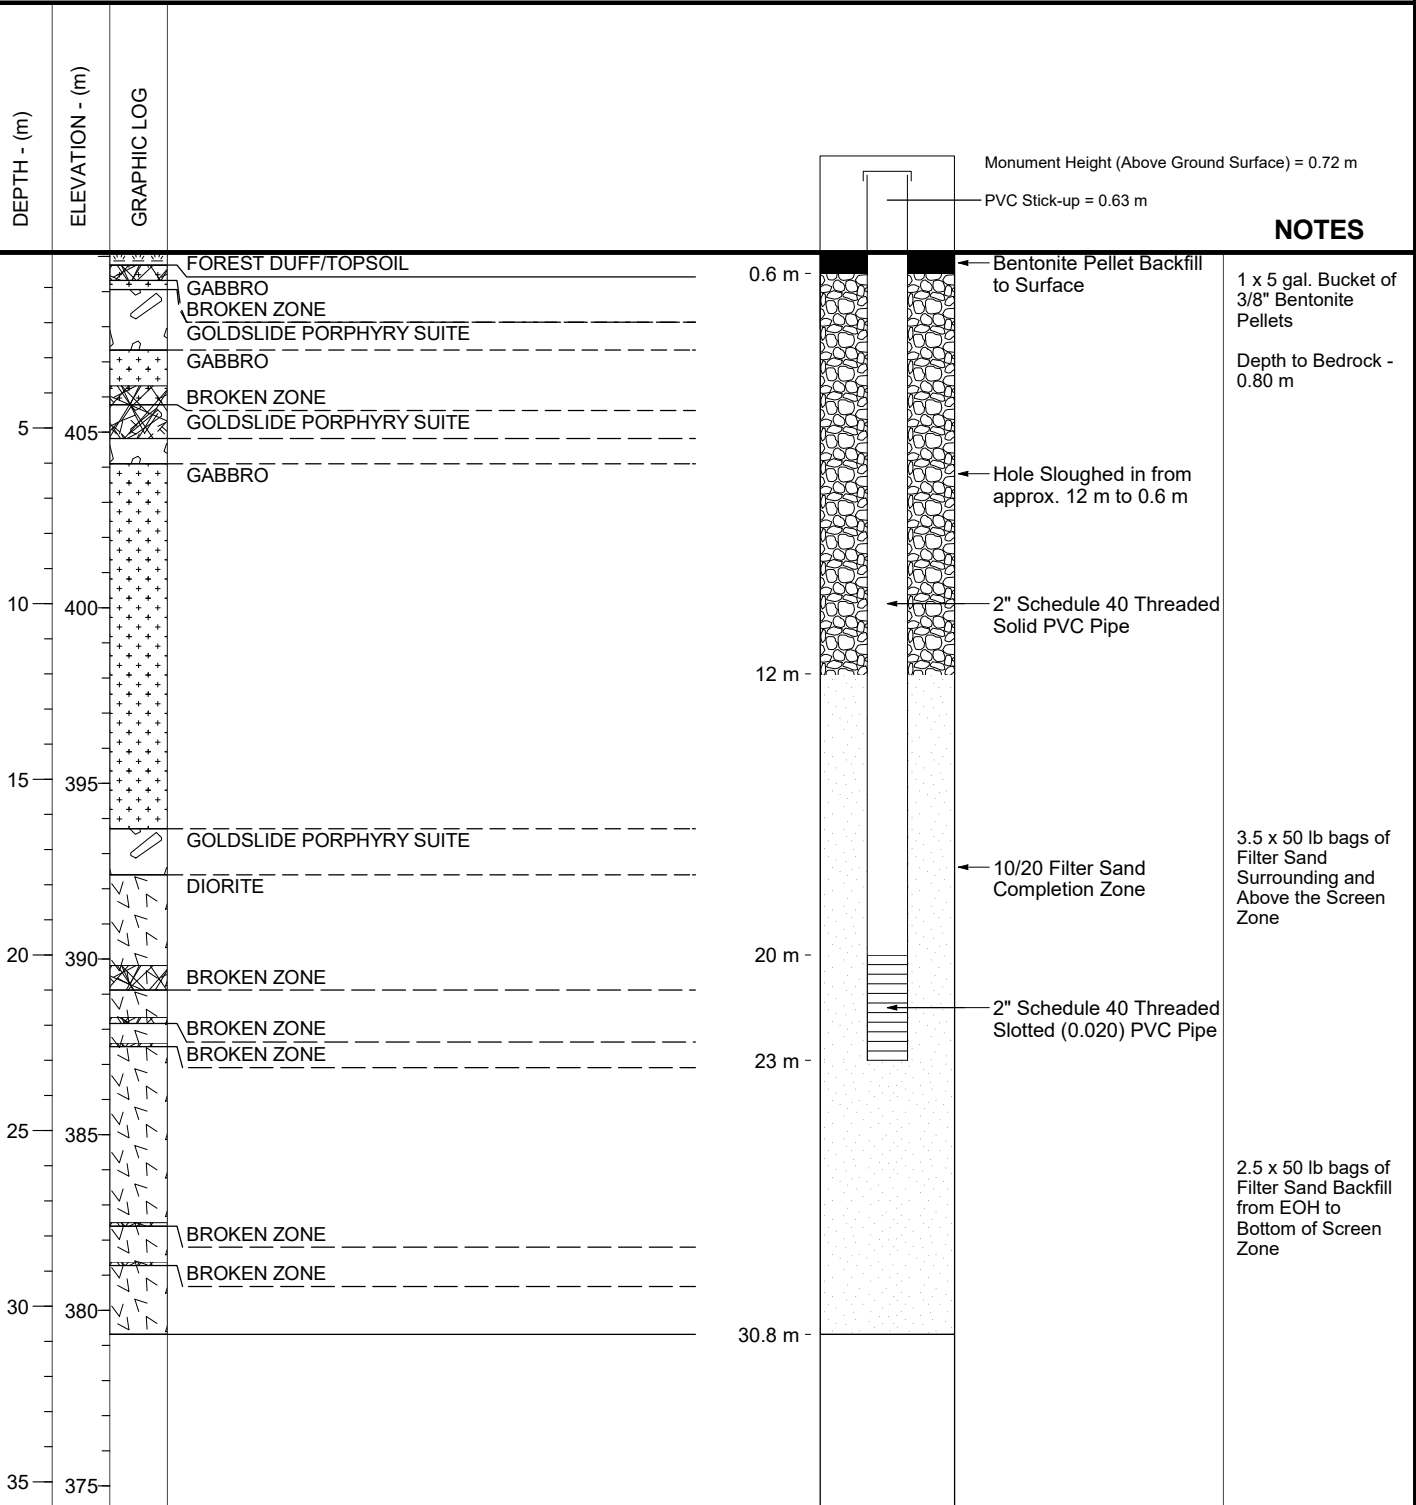 DEPTH - (m)
ELEVATION - (m)
GRAPHIC LOG
Monument Height (Above Ground Surface) = 0.72 m
PVC Stick-up = 0.63 m
NOTES
FOREST DUFF/TOPSOIL
GABBRO
BROKEN ZONE
GOLDSLIDE PORPHYRY SUITE
GABBRO
BROKEN ZONE
GOLDSLIDE PORPHYRY SUITE
GABBRO
GOLDSLIDE PORPHYRY SUITE
DIORITE
BROKEN ZONE
BROKEN ZONE
BROKEN ZONE
BROKEN ZONE
BROKEN ZONE
5
10
15
20
25
30
35
405
400
395
390
385
380
375
0.6 m
12 m
20 m
23 m
30.8 m
Bentonite Pellet Backfill
to Surface
Hole Sloughed in from
approx. 12 m to 0.6 m
2" Schedule 40 Threaded
Solid PVC Pipe
10/20 Filter Sand
Completion Zone
2" Schedule 40 Threaded
Slotted (0.020) PVC Pipe
1 x 5 gal. Bucket of
3/8" Bentonite
Pellets
Depth to Bedrock -
0.80 m
3.5 x 50 lb bags of
Filter Sand
Surrounding and
Above the Screen
Zone
2.5 x 50 lb bags of
Filter Sand Backfill
from EOH to
Bottom of Screen
Zone